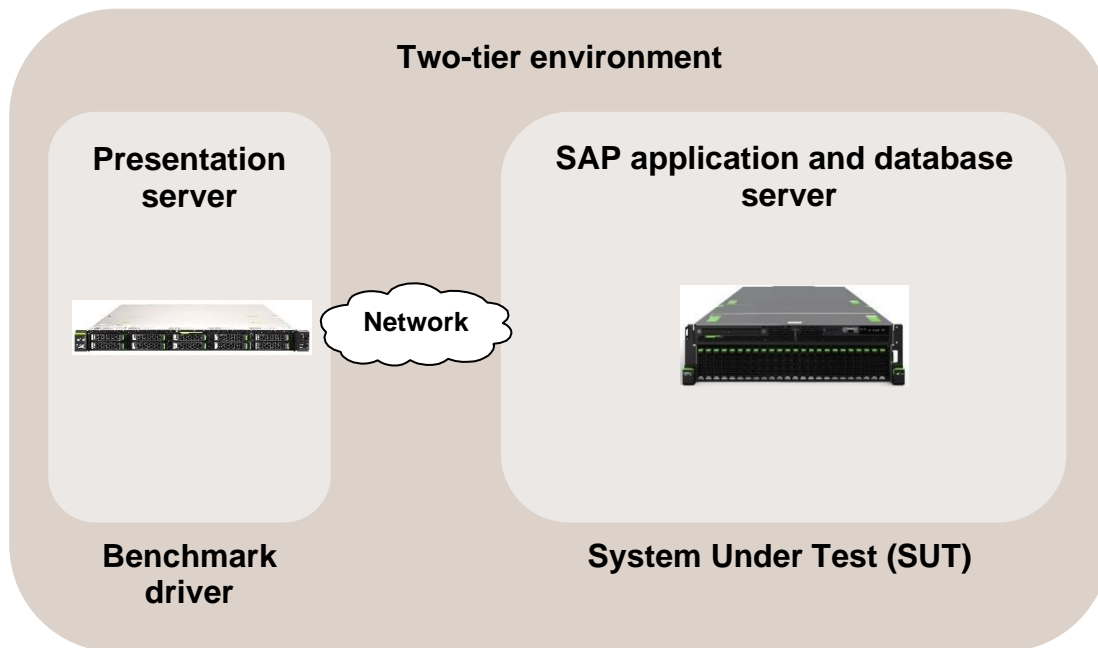 Two-tier environment
Presentation
server
SAP application and database
server
Network
Benchmark
driver
System Under Test (SUT)